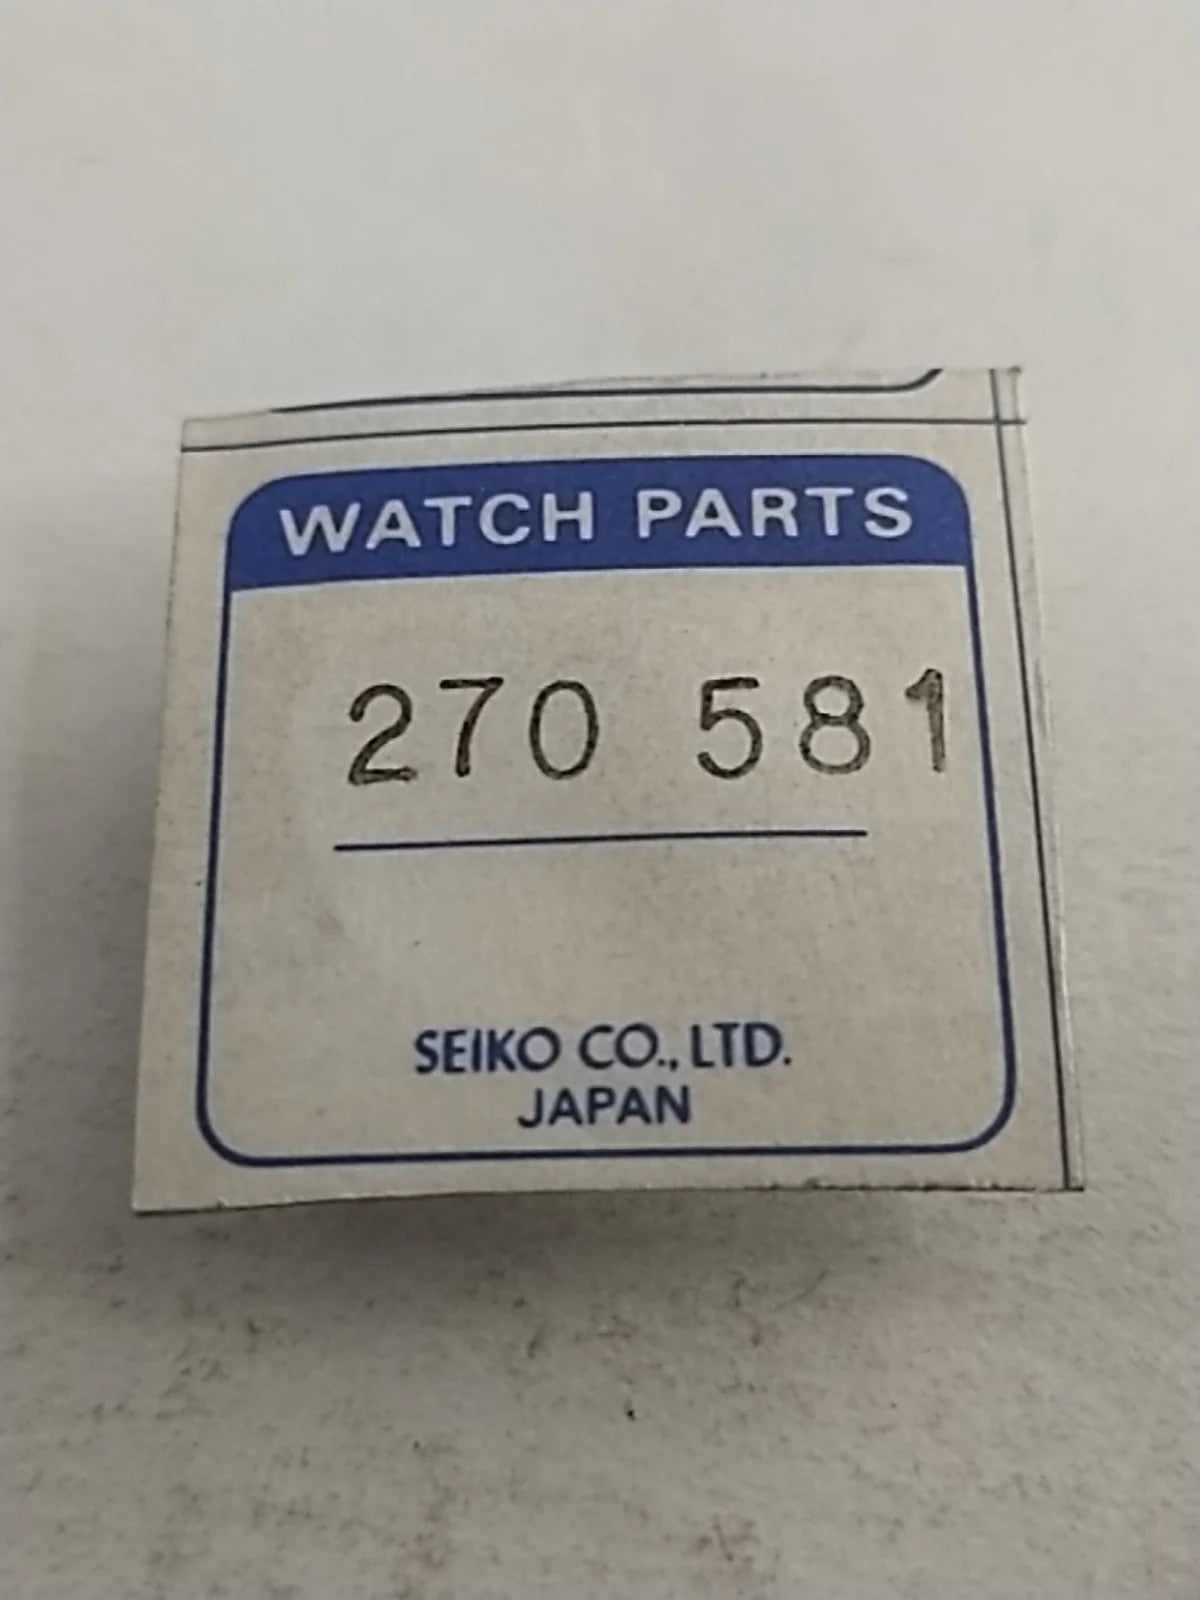 WATCH PARTS
270 581
SEIKO CO., LTD.
JAPAN